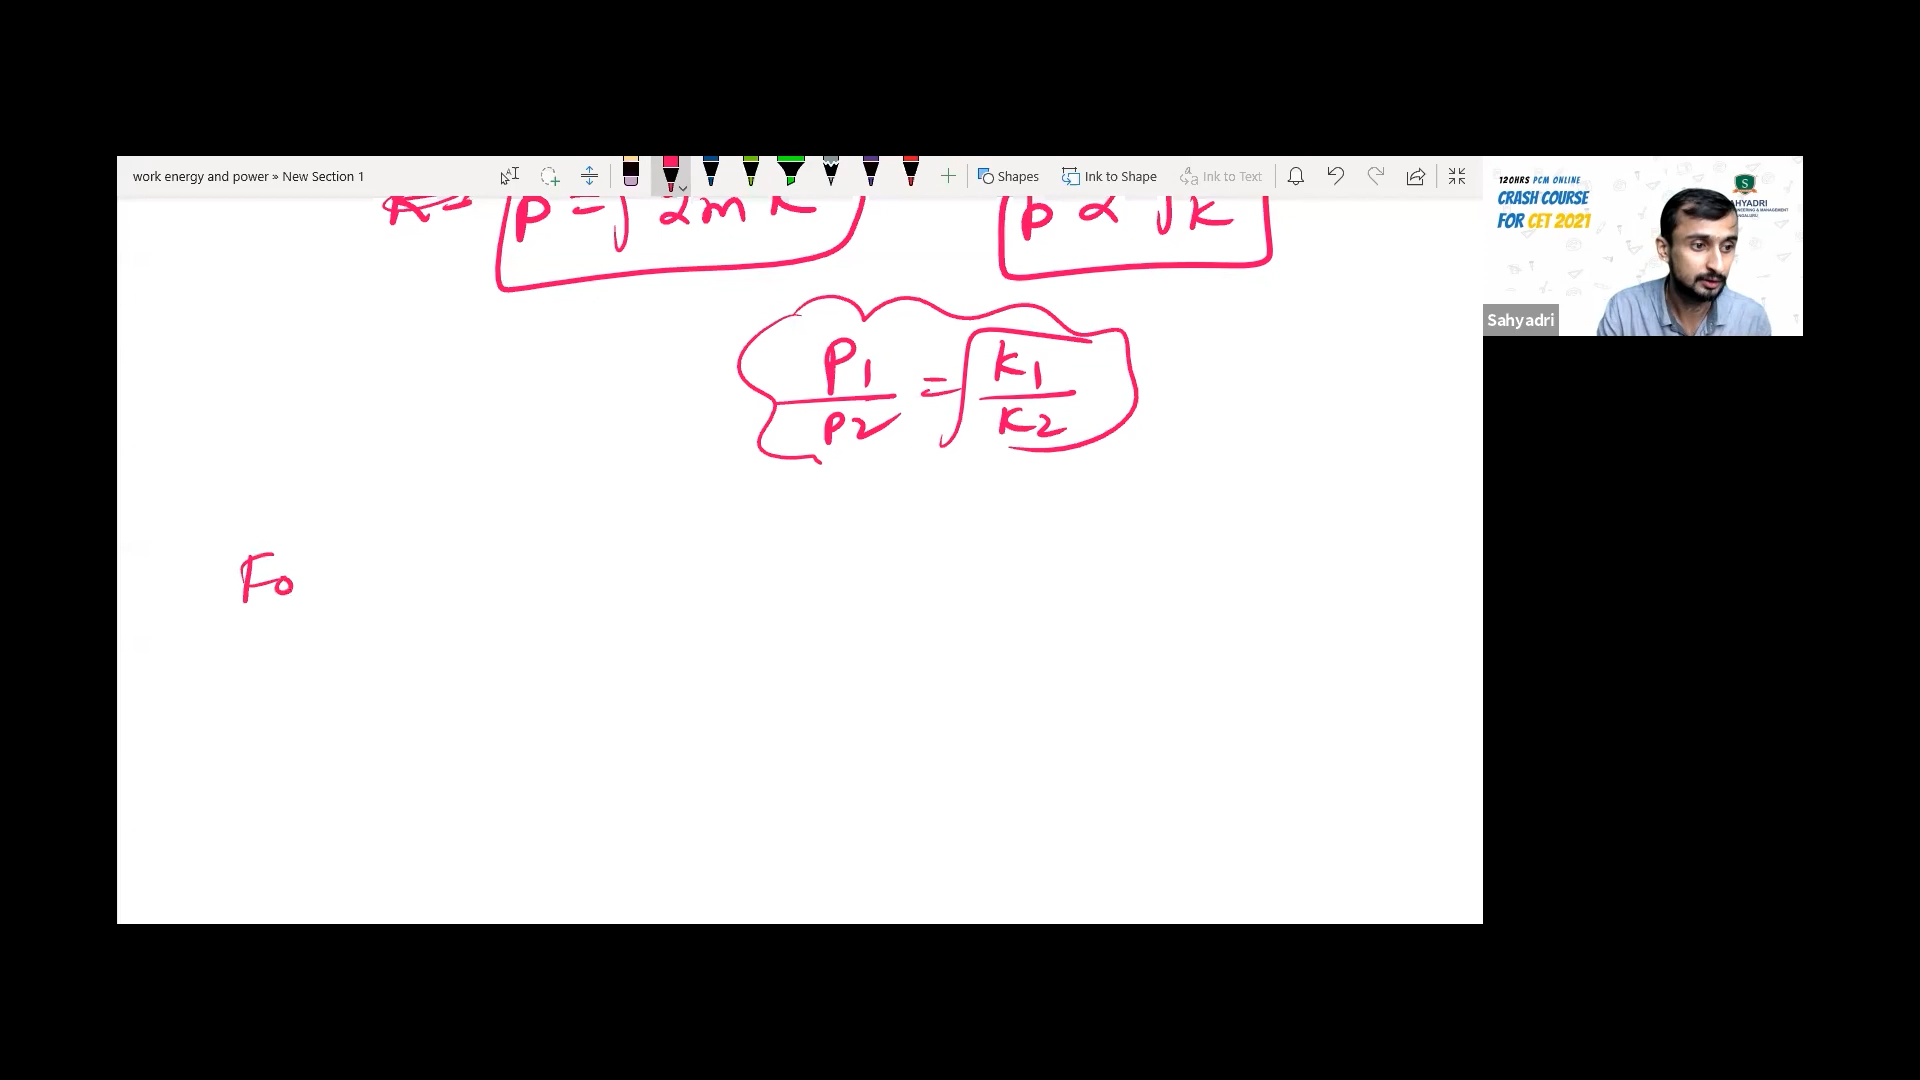 work energy and power » New Section 1
Shapes
Ink to Shape
Ink to Text
P = √2mK
p ∝ √K
P1/P2 = √K1/K2
Fo
120HRS PCM ONLINE
CRASH COURSE
FOR CET 2021
S
Sahyadri